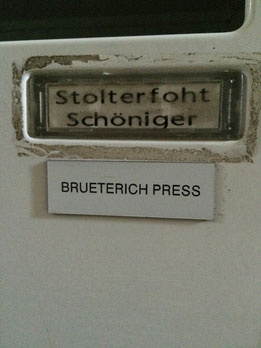 Stolterfoht
Schöniger
BRUETERICH PRESS